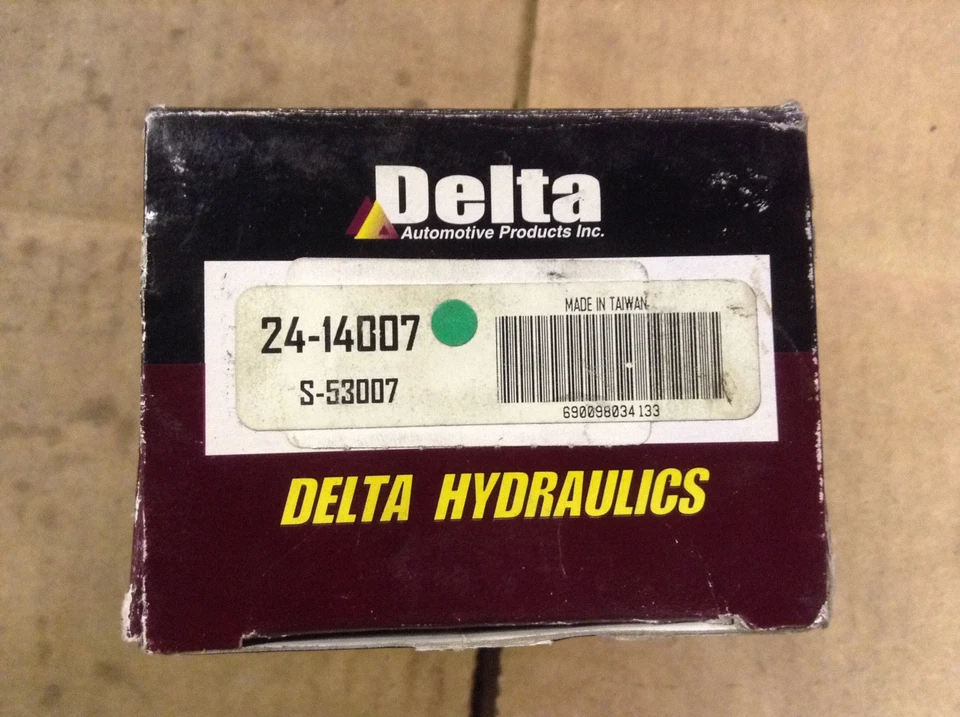 Delta
Automotive Products Inc.
24-14007
S-53007
MADE IN TAIWAN
690098034133
DELTA HYDRAULICS